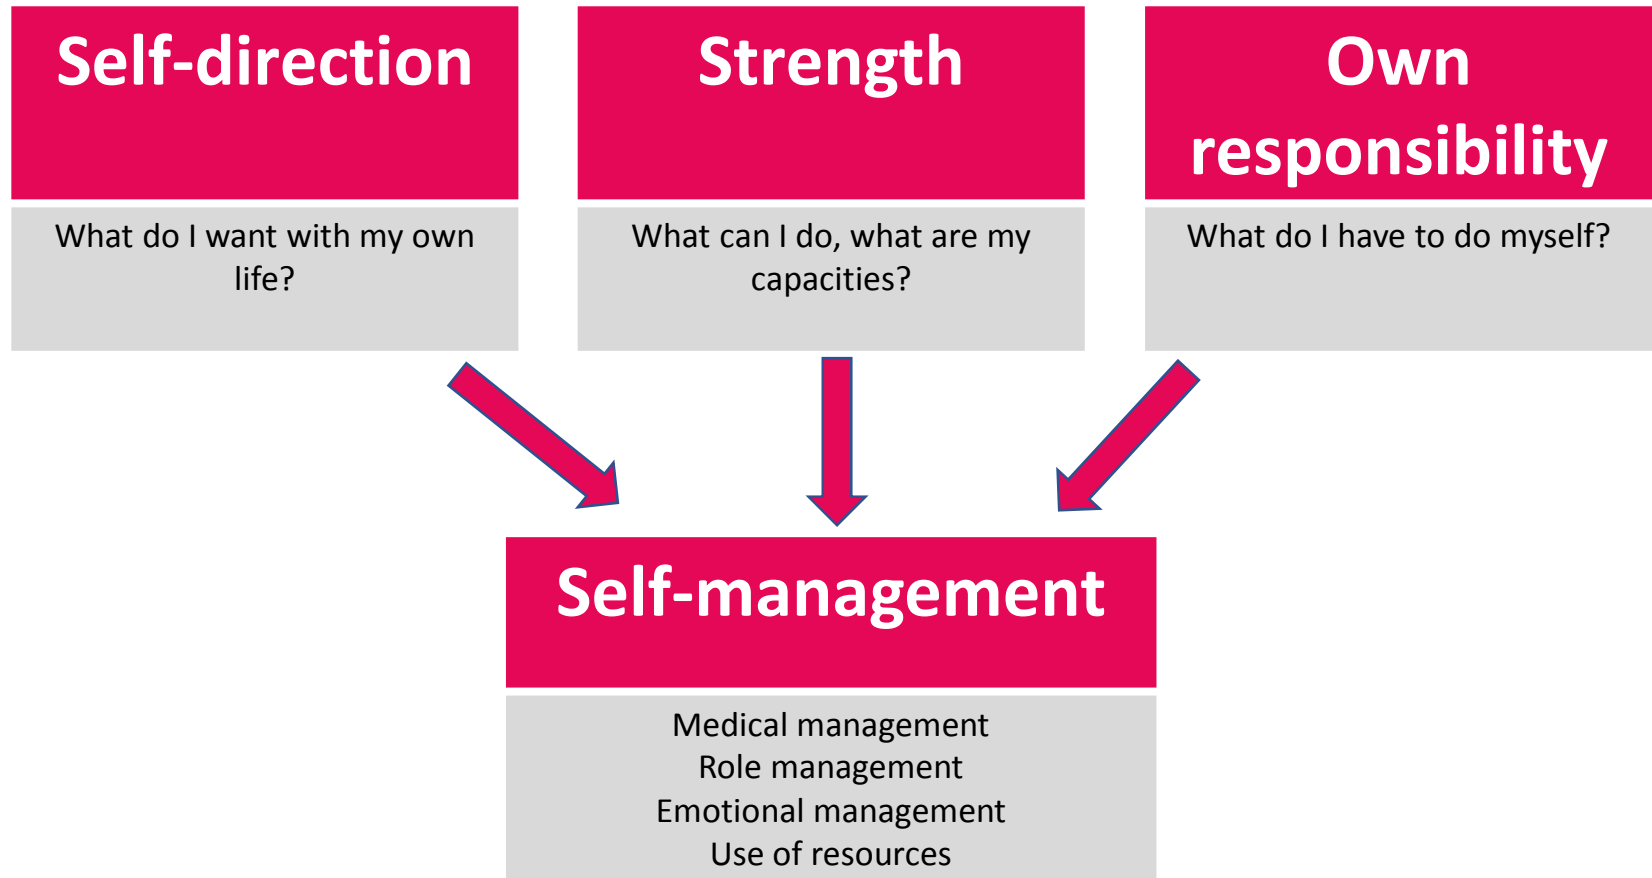 Self-direction
What do I want with my own
life?
Strength
What can I do, what are my
capacities?
Own
responsibility
What do I have to do myself?
Self-management
Medical management
Role management
Emotional management
Use of resources